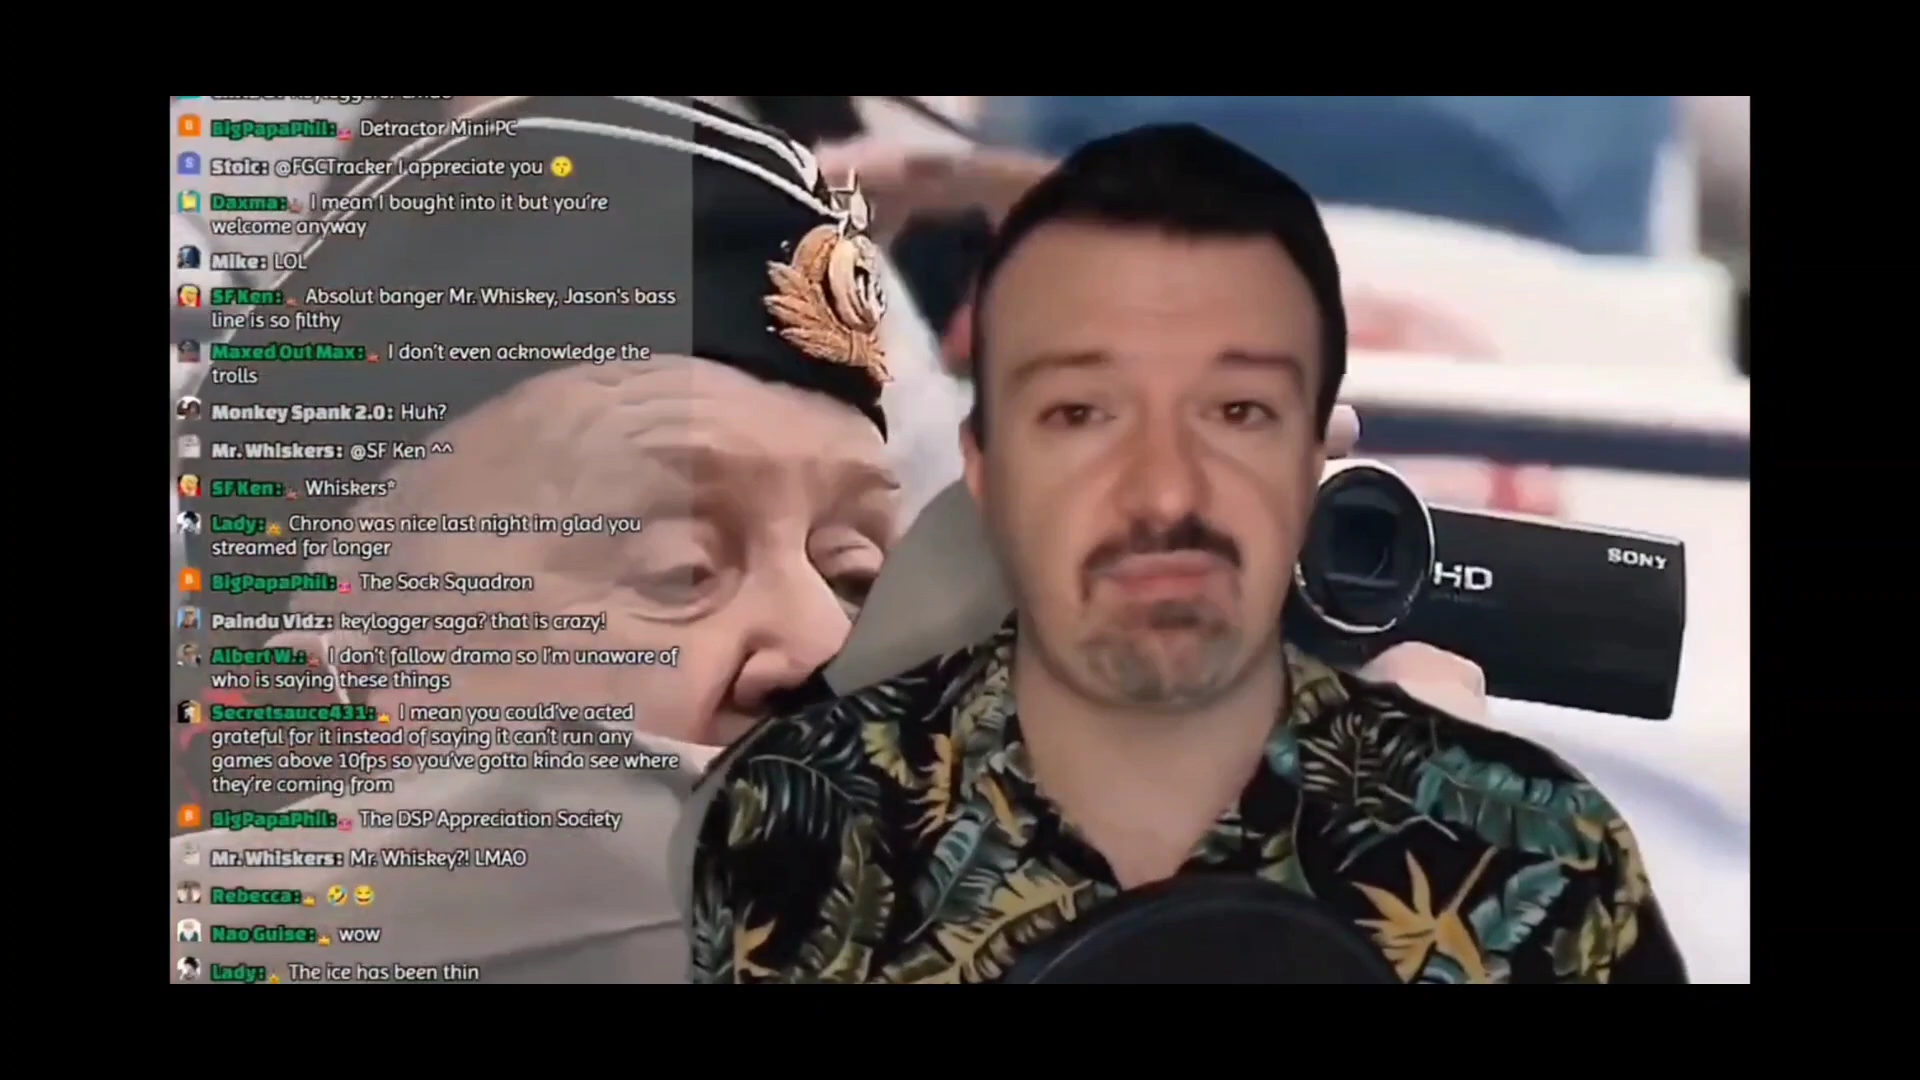 BigPapaPhil: Detractor Mini PC
Stoic: @FGCTracker I appreciate you 😙
Daxma: I mean I bought into it but you're
welcome anyway
Mike: LOL
SF Ken: Absolut banger Mr. Whiskey, Jason's bass
line is so filthy
Maxed Out Max: I don't even acknowledge the
trolls
Monkey Spank 2.0: Huh?
Mr. Whiskers: @SF Ken ^^
SF Ken: Whiskers*
Lady: Chrono was nice last night im glad you
streamed for longer
BigPapaPhil: The Sock Squadron
Paindu Vidz: keylogger saga? that is crazy!
Albert W.: I don't fallow drama so I'm unaware of
who is saying these things
Secretsauce431: I mean you could've acted
grateful for it instead of saying it can't run any
games above 10fps so you've gotta kinda see where
they're coming from
BigPapaPhil: The DSP Appreciation Society
Mr. Whiskers: Mr. Whiskey?! LMAO
Rebecca: 🤣 😂
Nao Guise: wow
Lady: The ice has been thin
HD
SONY